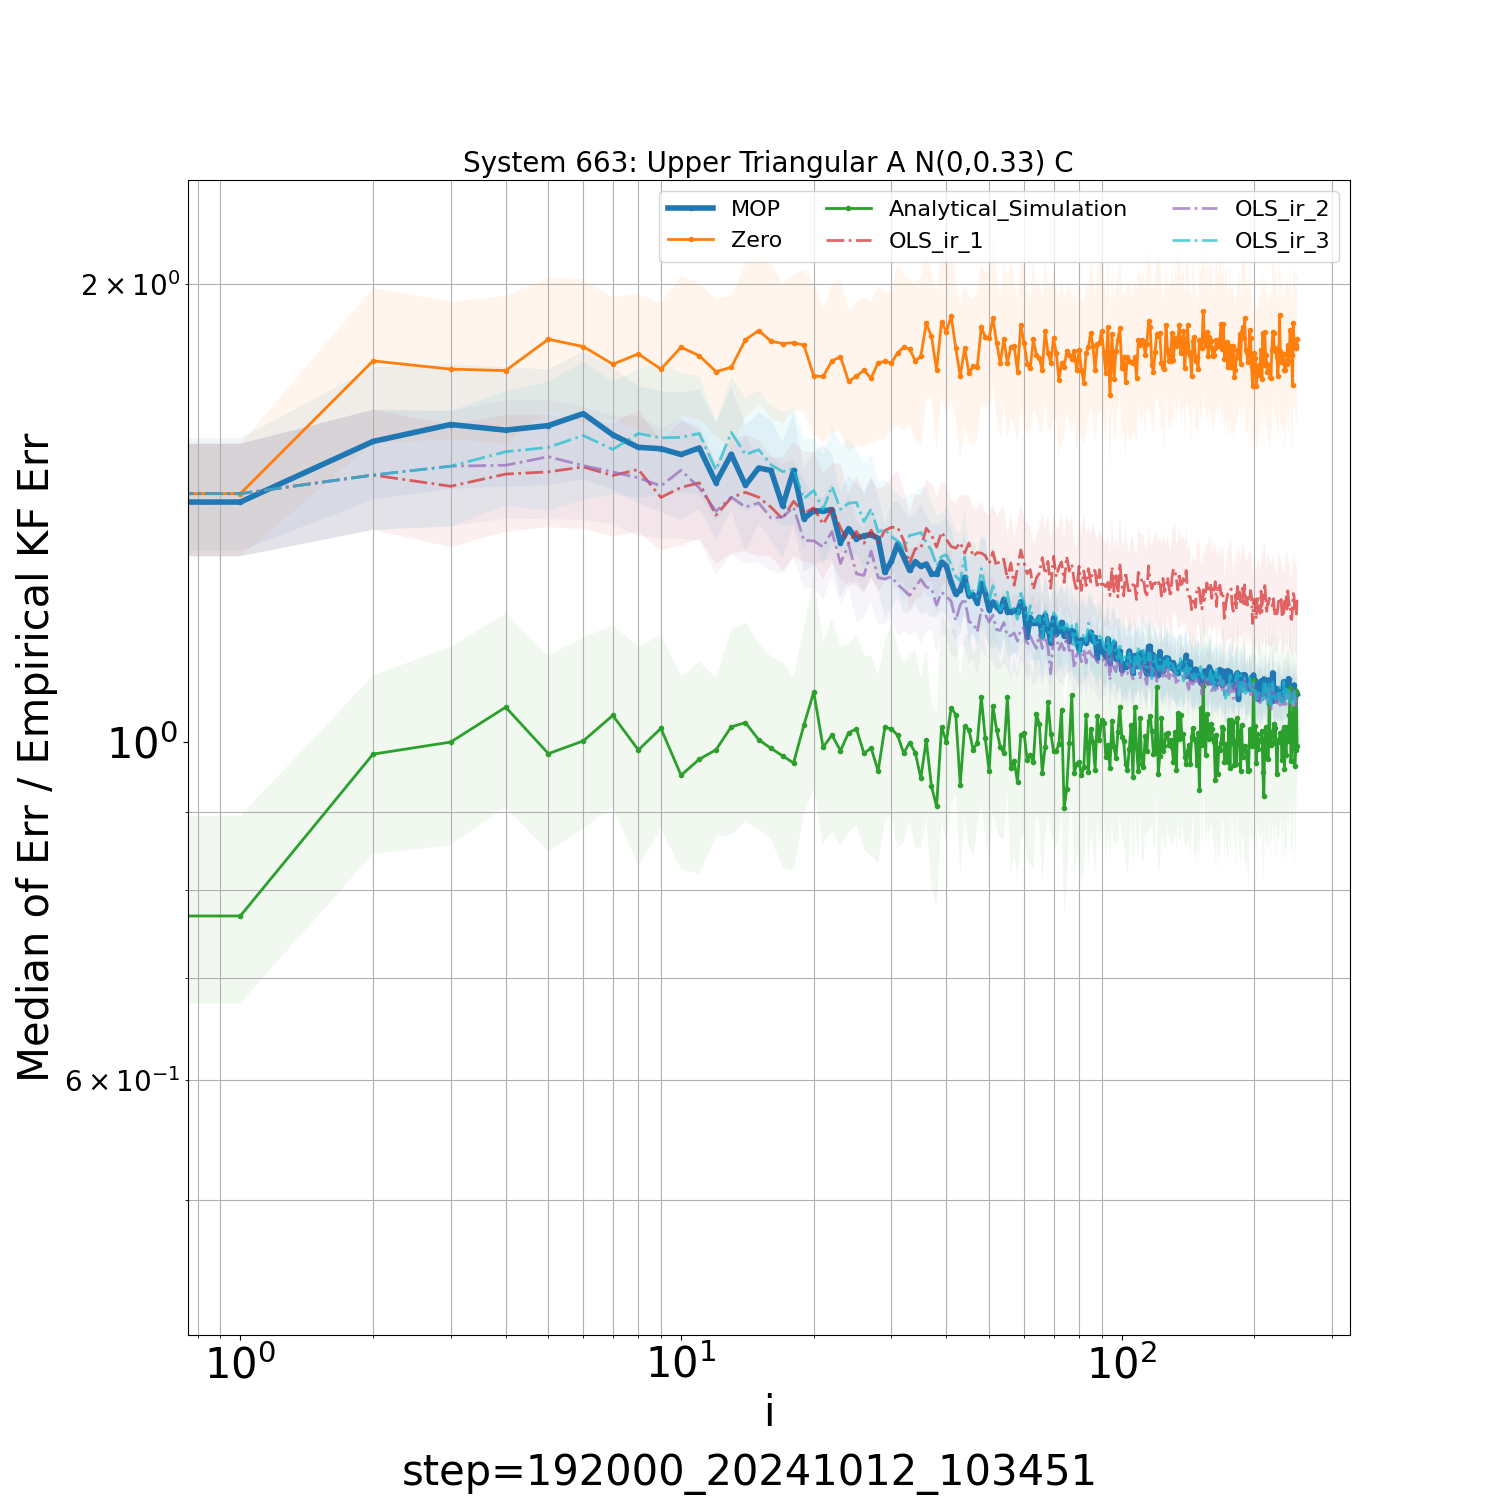 System 663: Upper Triangular A N(0,0.33) C
MOP
Zero
Analytical_Simulation
OLS_ir_1
OLS_ir_2
OLS_ir_3
Median of Err / Empirical KF Err
2 × 10⁰
10⁰
6 × 10⁻¹
10⁰
10¹
10²
i
step=192000_20241012_103451